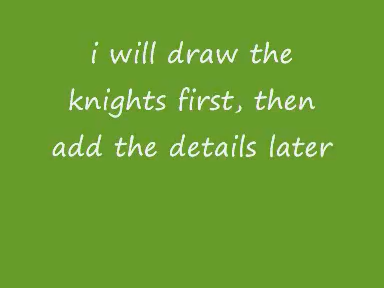 i will draw the
knights first, then
add the details later